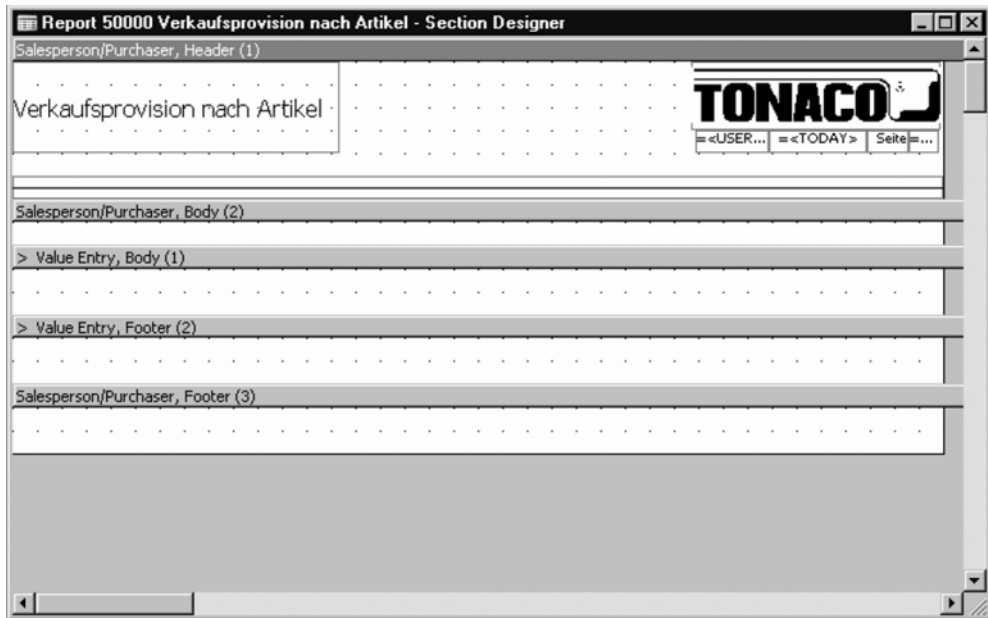 Report 50000 Verkaufsprovision nach Artikel - Section Designer
Salesperson/Purchaser, Header (1)
Verkaufsprovision nach Artikel
TONACO
=<USER... =<TODAY> Seite =...
Salesperson/Purchaser, Body (2)
> Value Entry, Body (1)
> Value Entry, Footer (2)
Salesperson/Purchaser, Footer (3)